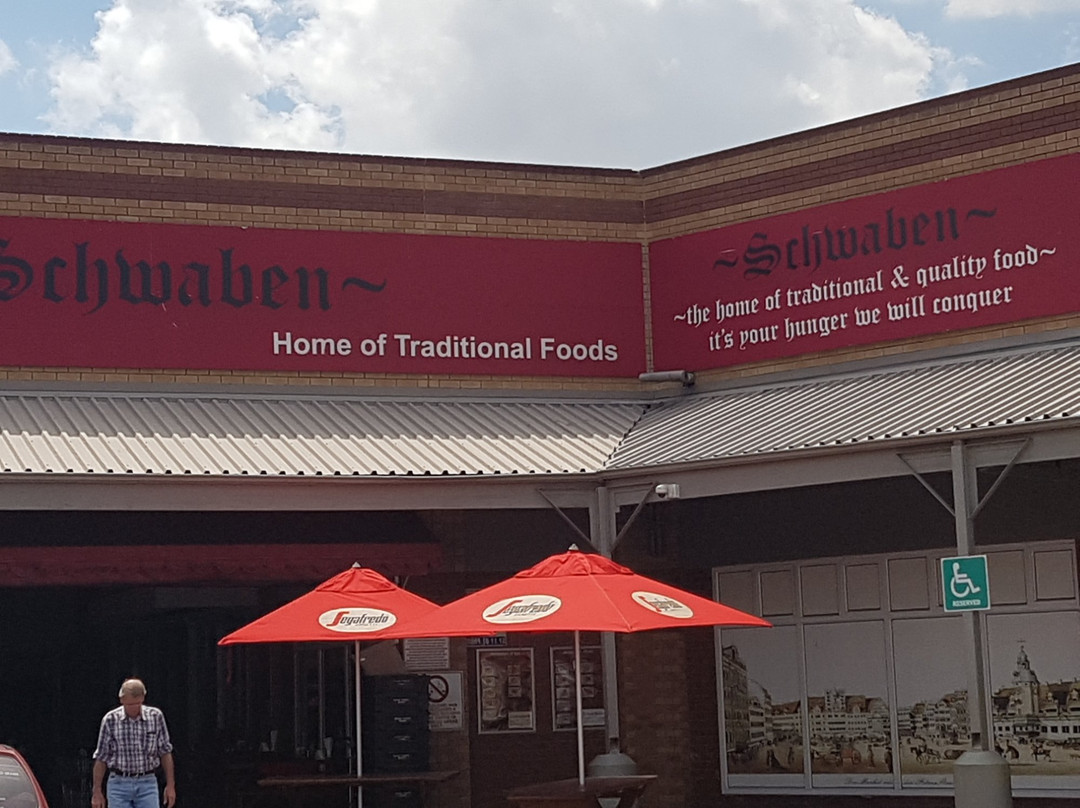 Schwaben~
Home of Traditional Foods
~Schwaben~
~the home of traditional & quality food~
it's your hunger we will conquer
Segafredo
Segafredo
Segafredo
RESERVED